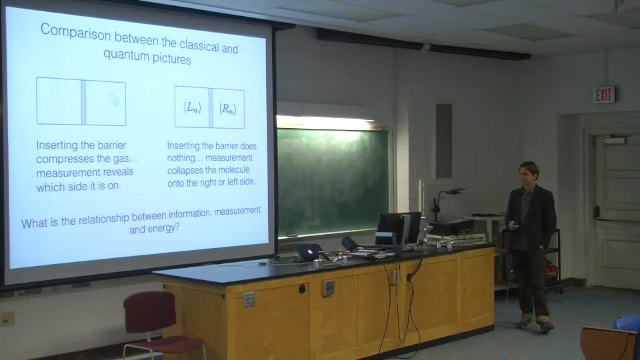 Comparison between the classical and
quantum pictures
|Lₙ⟩ |Rₙ⟩
Inserting the barrier
compresses the gas...
measurement reveals
which side it is on
Inserting the barrier does
nothing... measurement
collapses the molecule
onto the right or left side.
What is the relationship between information, measurement
and energy?
EXIT